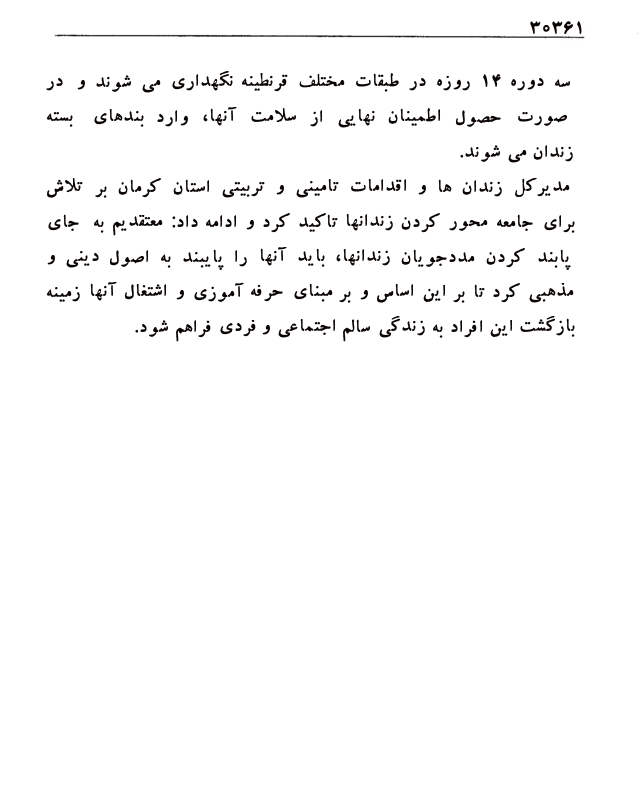 ۳۰۳۶۱
سه دوره ۱۴ روزه در طبقات مختلف قرنطینه نگهداری می شوند و در
صورت حصول اطمینان نهایی از سلامت آنها، وارد بندهای بسته
زندان می شوند.
مدیرکل زندان ها و اقدامات تامینی و تربیتی استان کرمان بر تلاش
برای جامعه محور کردن زندانها تاکید کرد و ادامه داد: معتقدیم به جای
پابند کردن مددجویان زندانها، باید آنها را پایبند به اصول دینی و
مذهبی کرد تا بر این اساس و بر مبنای حرفه آموزی و اشتغال آنها زمینه
بازگشت این افراد به زندگی سالم اجتماعی و فردی فراهم شود.